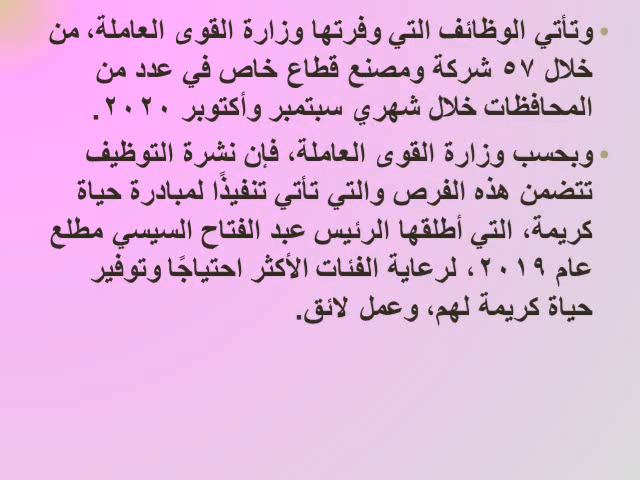 • وتأتي الوظائف التي وفرتها وزارة القوى العاملة، من
خلال ٥٧ شركة ومصنع قطاع خاص في عدد من
المحافظات خلال شهري سبتمبر وأكتوبر ٢٠٢٠.
• وبحسب وزارة القوى العاملة، فإن نشرة التوظيف
تتضمن هذه الفرص والتي تأتي تنفيذًا لمبادرة حياة
كريمة، التي أطلقها الرئيس عبد الفتاح السيسي مطلع
عام ٢٠١٩، لرعاية الفئات الأكثر احتياجًا وتوفير
حياة كريمة لهم، وعمل لائق.